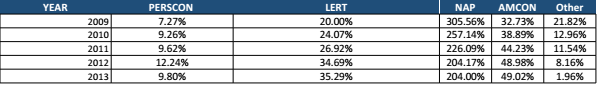 YEAR PERSCON LERT NAP AMCON Other
2009 7.27% 20.00% 305.56% 32.73% 21.82%
2010 9.26% 24.07% 257.14% 38.89% 12.96%
2011 9.62% 26.92% 226.09% 44.23% 11.54%
2012 12.24% 34.69% 204.17% 48.98% 8.16%
2013 9.80% 35.29% 204.00% 49.02% 1.96%